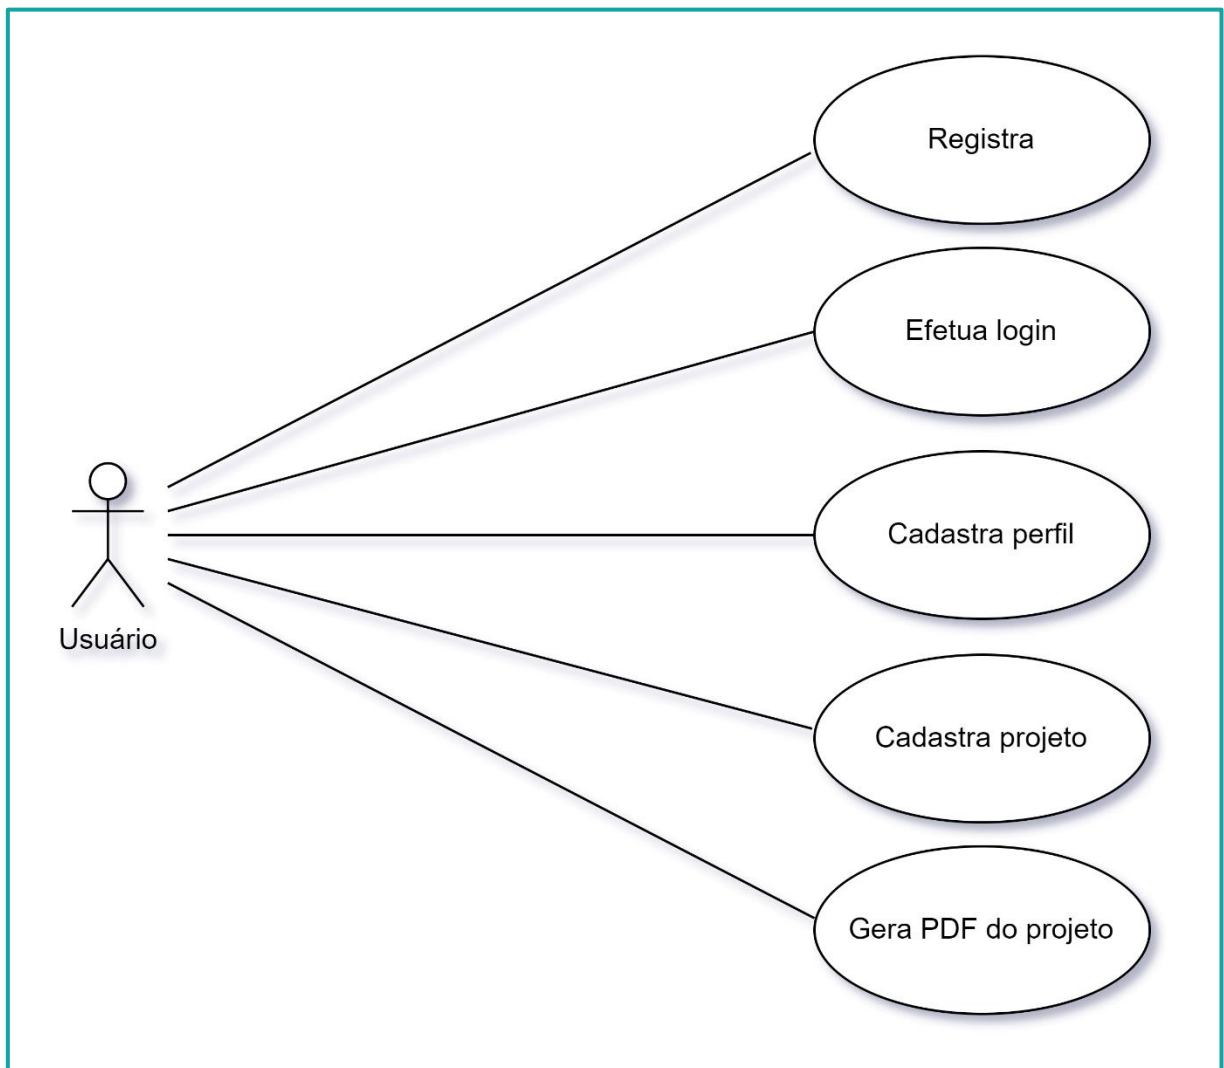 Registra
Efetua login
Cadastra perfil
Usuário
Cadastra projeto
Gera PDF do projeto